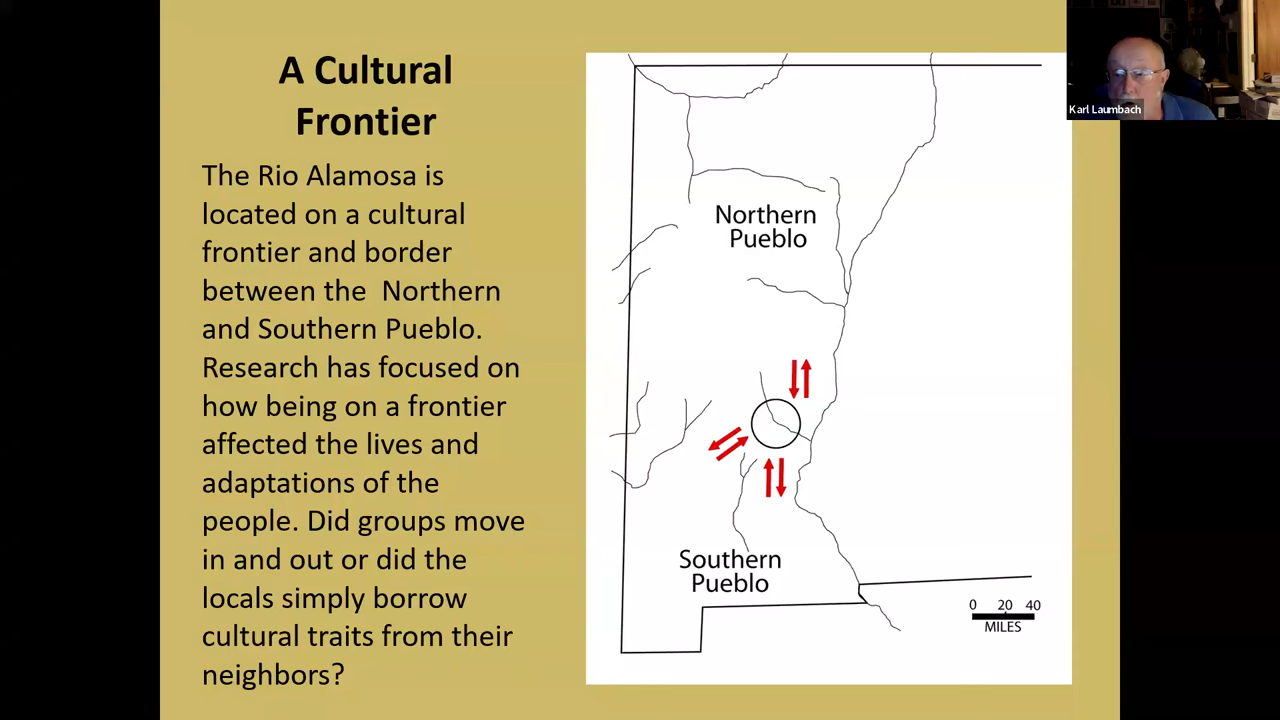 A Cultural
Frontier
The Rio Alamosa is
located on a cultural
frontier and border
between the  Northern
and Southern Pueblo.
Research has focused on
how being on a frontier
affected the lives and
adaptations of the
people. Did groups move
in and out or did the
locals simply borrow
cultural traits from their
neighbors?
Northern
Pueblo
Southern
Pueblo
0 20 40
MILES
Karl Laumbach